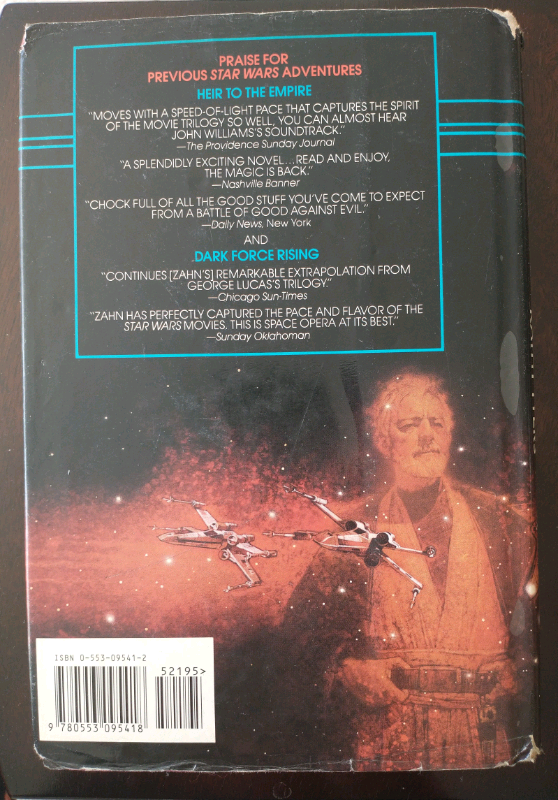 PRAISE FOR
PREVIOUS STAR WARS ADVENTURES
HEIR TO THE EMPIRE
"MOVES WITH A SPEED-OF-LIGHT PACE THAT CAPTURES THE SPIRIT
OF THE MOVIE TRILOGY SO WELL, YOU CAN ALMOST HEAR
JOHN WILLIAMS'S SOUNDTRACK."
—The Providence Sunday Journal
"A SPLENDIDLY EXCITING NOVEL...READ AND ENJOY,
THE MAGIC IS BACK."
—Nashville Banner
"CHOCK FULL OF ALL THE GOOD STUFF YOU'VE COME TO EXPECT
FROM A BATTLE OF GOOD AGAINST EVIL."
—Daily News, New York
AND
DARK FORCE RISING
"CONTINUES [ZAHN'S] REMARKABLE EXTRAPOLATION FROM
GEORGE LUCAS'S TRILOGY."
—Chicago Sun-Times
"ZAHN HAS PERFECTLY CAPTURED THE PACE AND FLAVOR OF THE
STAR WARS MOVIES. THIS IS SPACE OPERA AT ITS BEST."
—Sunday Oklahoman
ISBN 0-553-09541-2
52195>
9 780553 095418